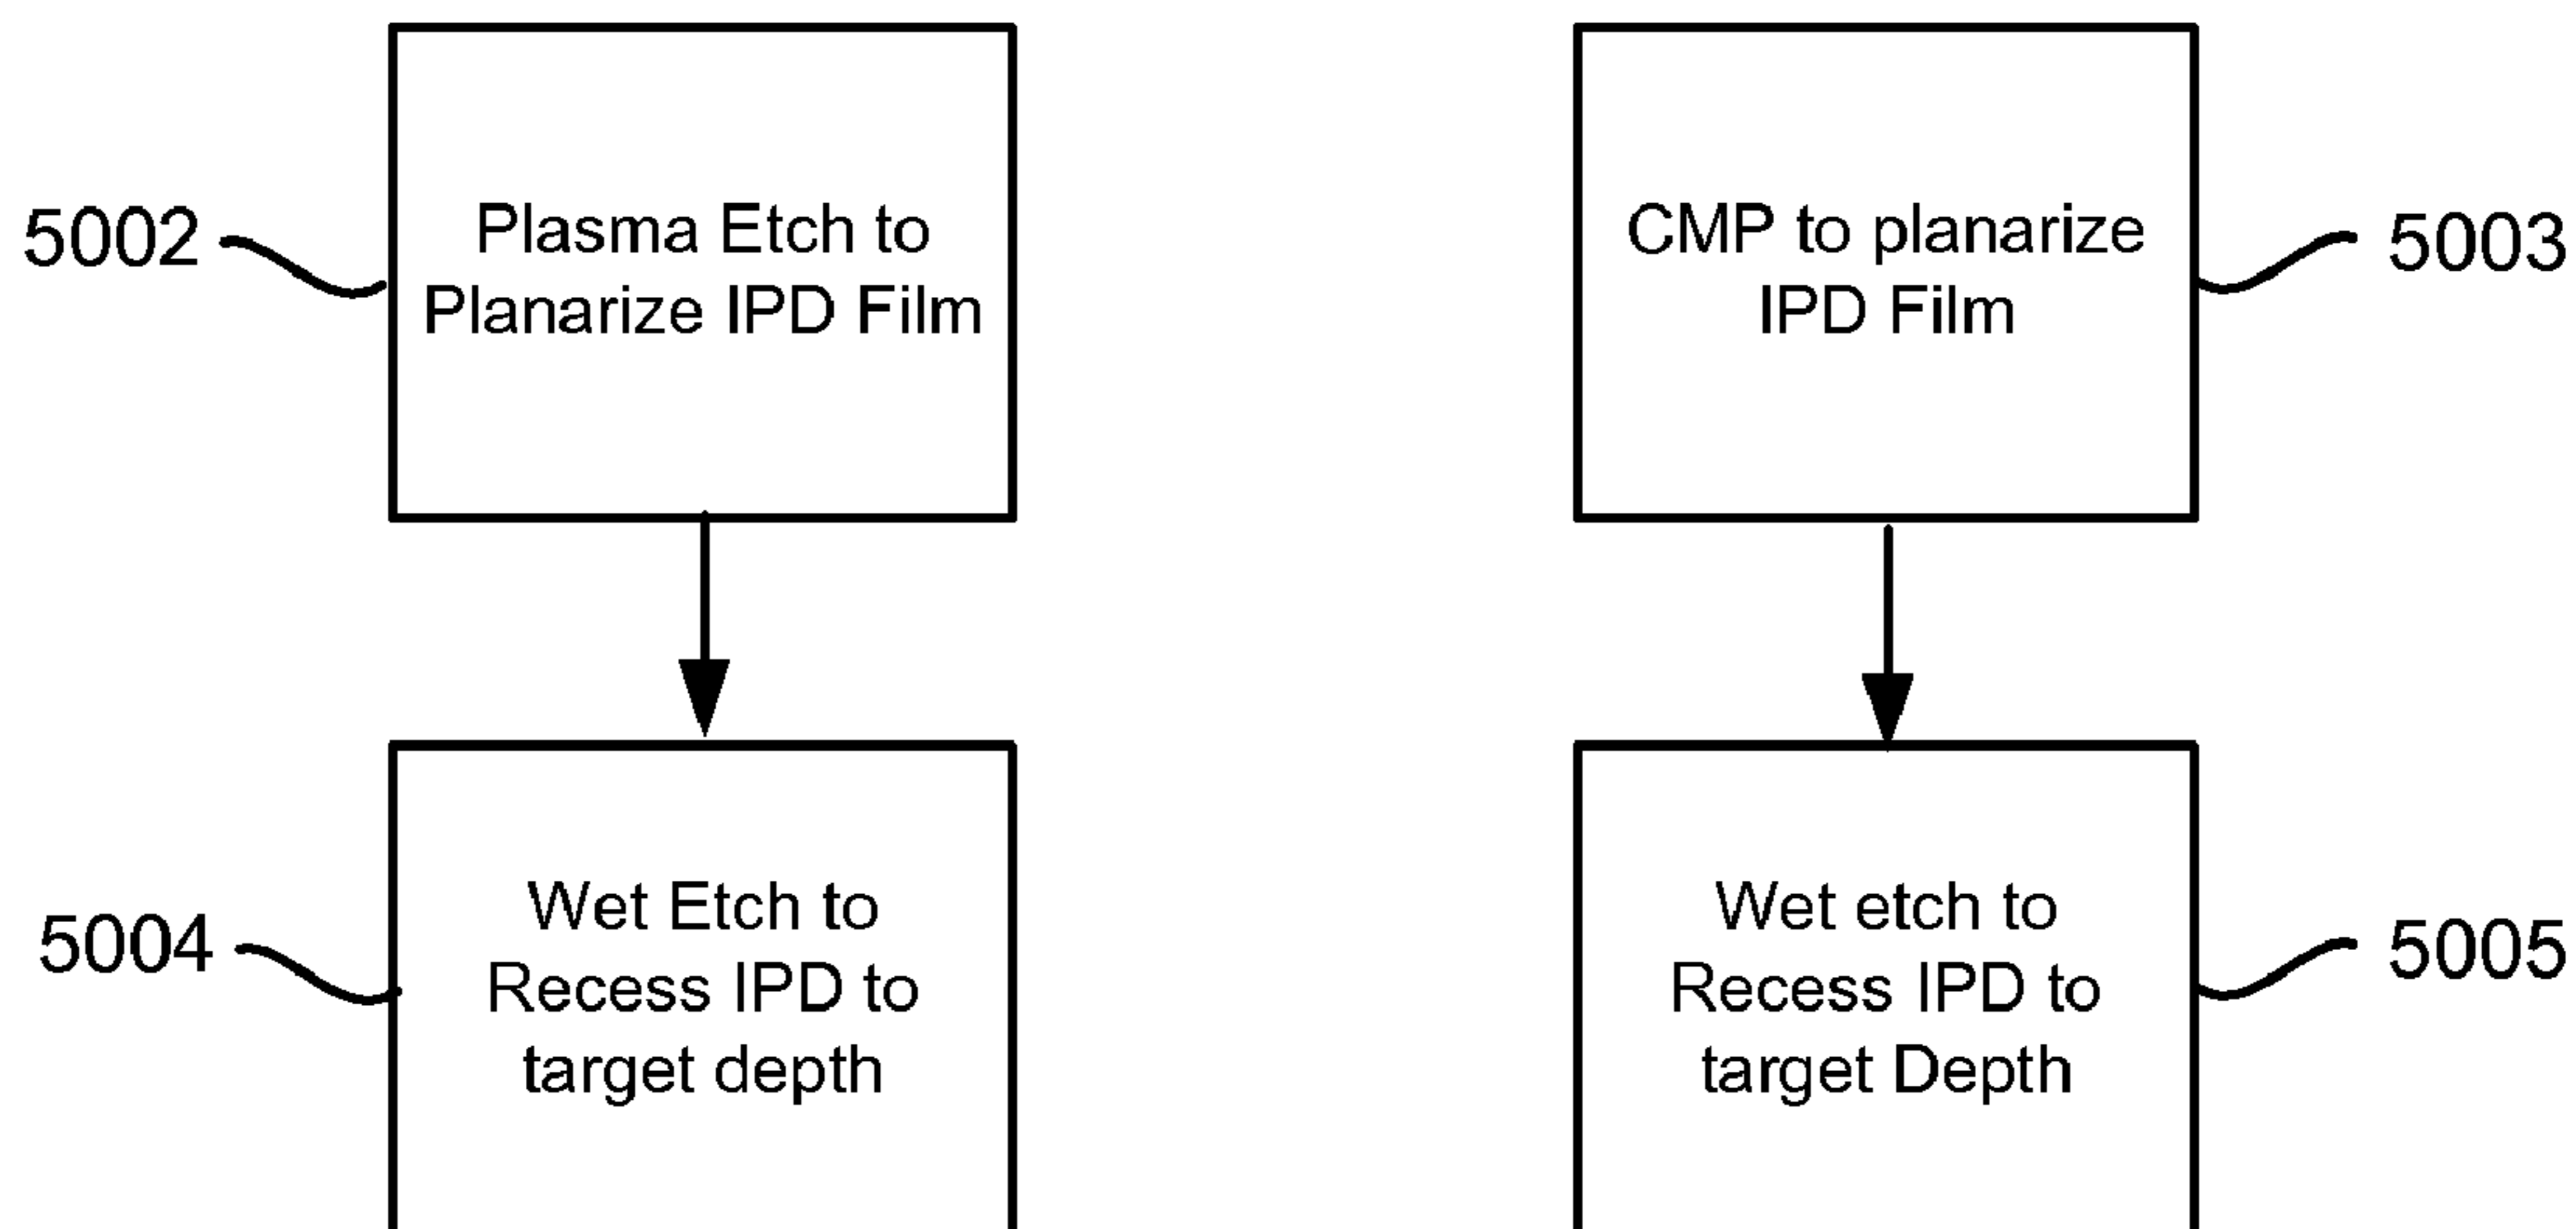 5002
Plasma Etch to
Planarize IPD Film
CMP to planarize
IPD Film
5003
5004
Wet Etch to
Recess IPD to
target depth
Wet etch to
Recess IPD to
target Depth
5005